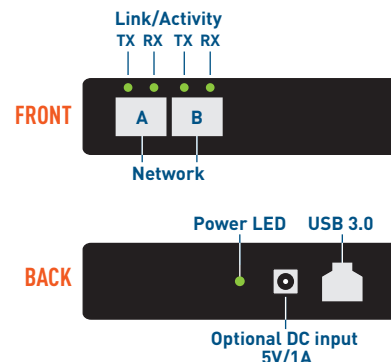 Link/Activity
TX RX TX RX
FRONT
A B
Network
Power LED USB 3.0
BACK
Optional DC input
5V/1A